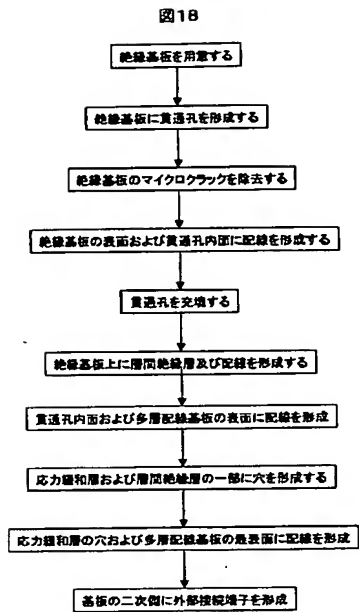 図18
絶縁基板を用意する
絶縁基板に貫通孔を形成する
絶縁基板のマイクロクラックを除去する
絶縁基板の表面および貫通孔内面に配線を形成する
貫通孔を充填する
絶縁基板上に層間絶縁層及び配線を形成する
貫通孔内面および多層配線基板の表面に配線を形成
応力緩和層および層間絶縁層の一部に穴を形成する
応力緩和層の穴および多層配線基板の最表面に配線を形成
基板の二次側に外部接続端子を形成